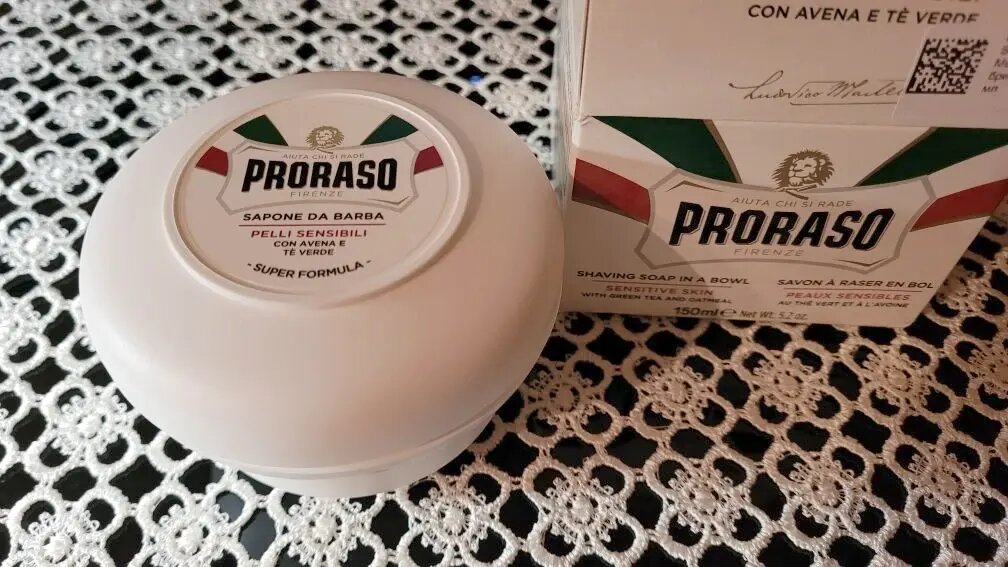 AIUTA CHI SI RADE
PRORASO
FIRENZE
SAPONE DA BARBA
PELLI SENSIBILI
CON AVENA E
TÈ VERDE
- SUPER FORMULA -
CON AVENA E TÈ VERDE
AIUTA CHI SI RADE
PRORASO
FIRENZE
SHAVING SOAP IN A BOWL
SENSITIVE SKIN
WITH GREEN TEA AND OATMEAL
SAVON À RASER EN BOL
PEAUX SENSIBLES
AU THÉ VERT ET À L'AVOINE
150ml e Net Wt. 5.2 oz.